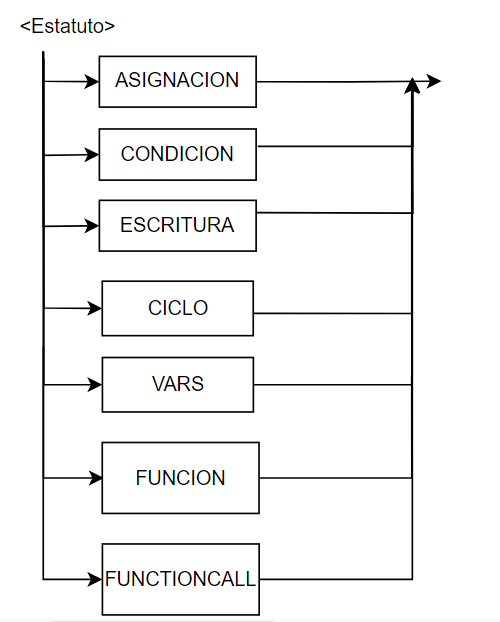 <Estatuto>
ASIGNACION
CONDICION
ESCRITURA
CICLO
VARS
FUNCION
FUNCTIONCALL